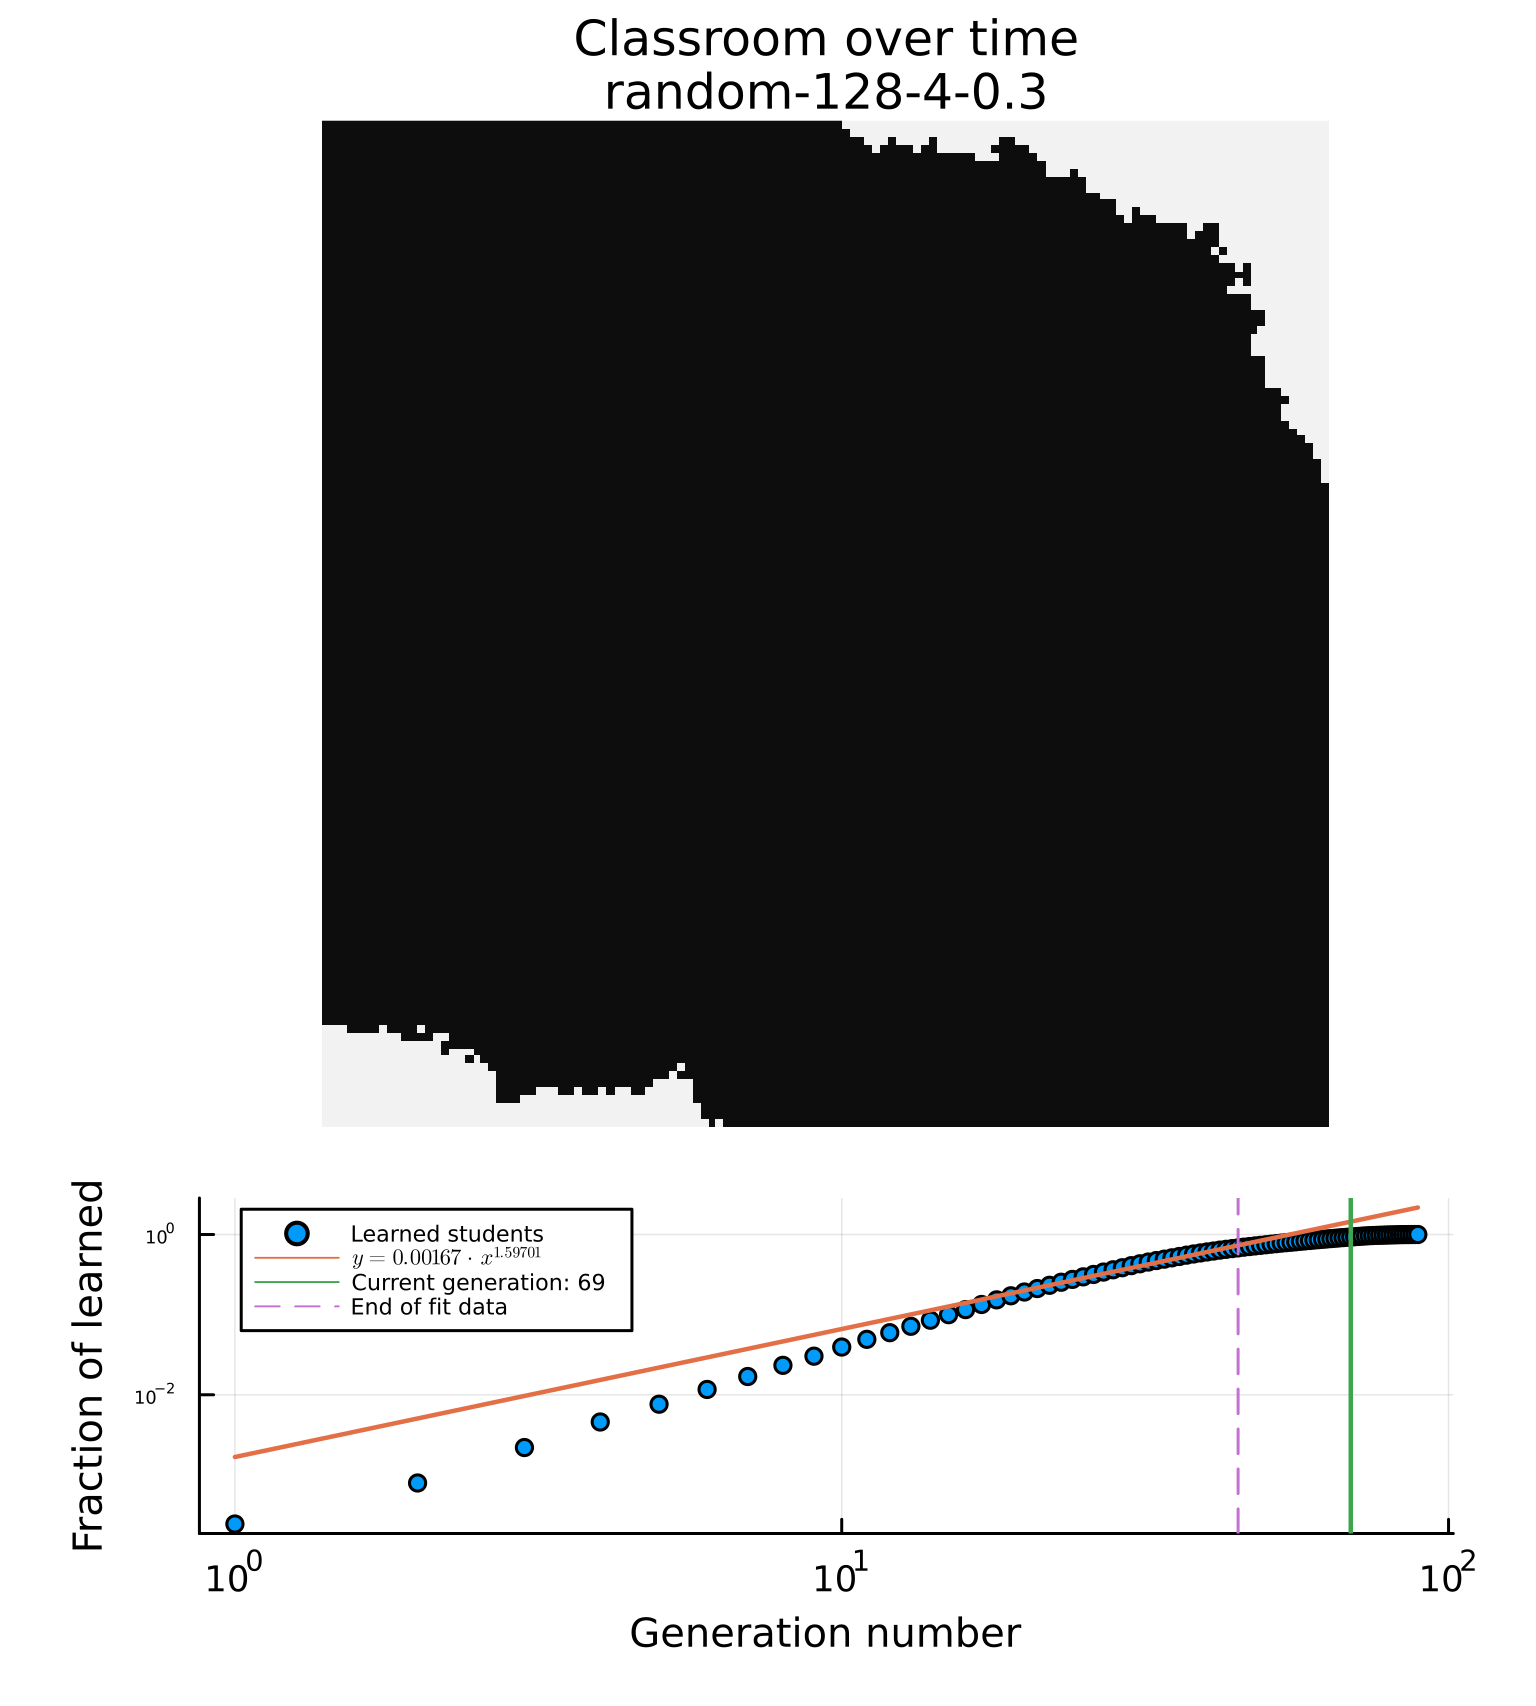 Classroom over time
random-128-4-0.3
Fraction of learned
10^0
10^-2
Learned students
y = 0.00167 · x^1.59701
Current generation: 69
End of fit data
10^0
10^1
10^2
Generation number